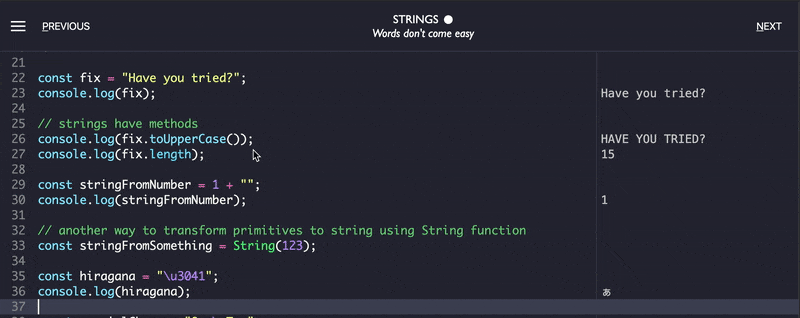 PREVIOUS
STRINGS
Words don't come easy
NEXT
21
22 const fix = "Have you tried?";
23 console.log(fix); Have you tried?
24
25 // strings have methods
26 console.log(fix.toUpperCase()); HAVE YOU TRIED?
27 console.log(fix.length); 15
28
29 const stringFromNumber = 1 + "";
30 console.log(stringFromNumber); 1
31
32 // another way to transform primitives to string using String function
33 const stringFromSomething = String(123);
34
35 const hiragana = "\u3041";
36 console.log(hiragana); ぁ
37